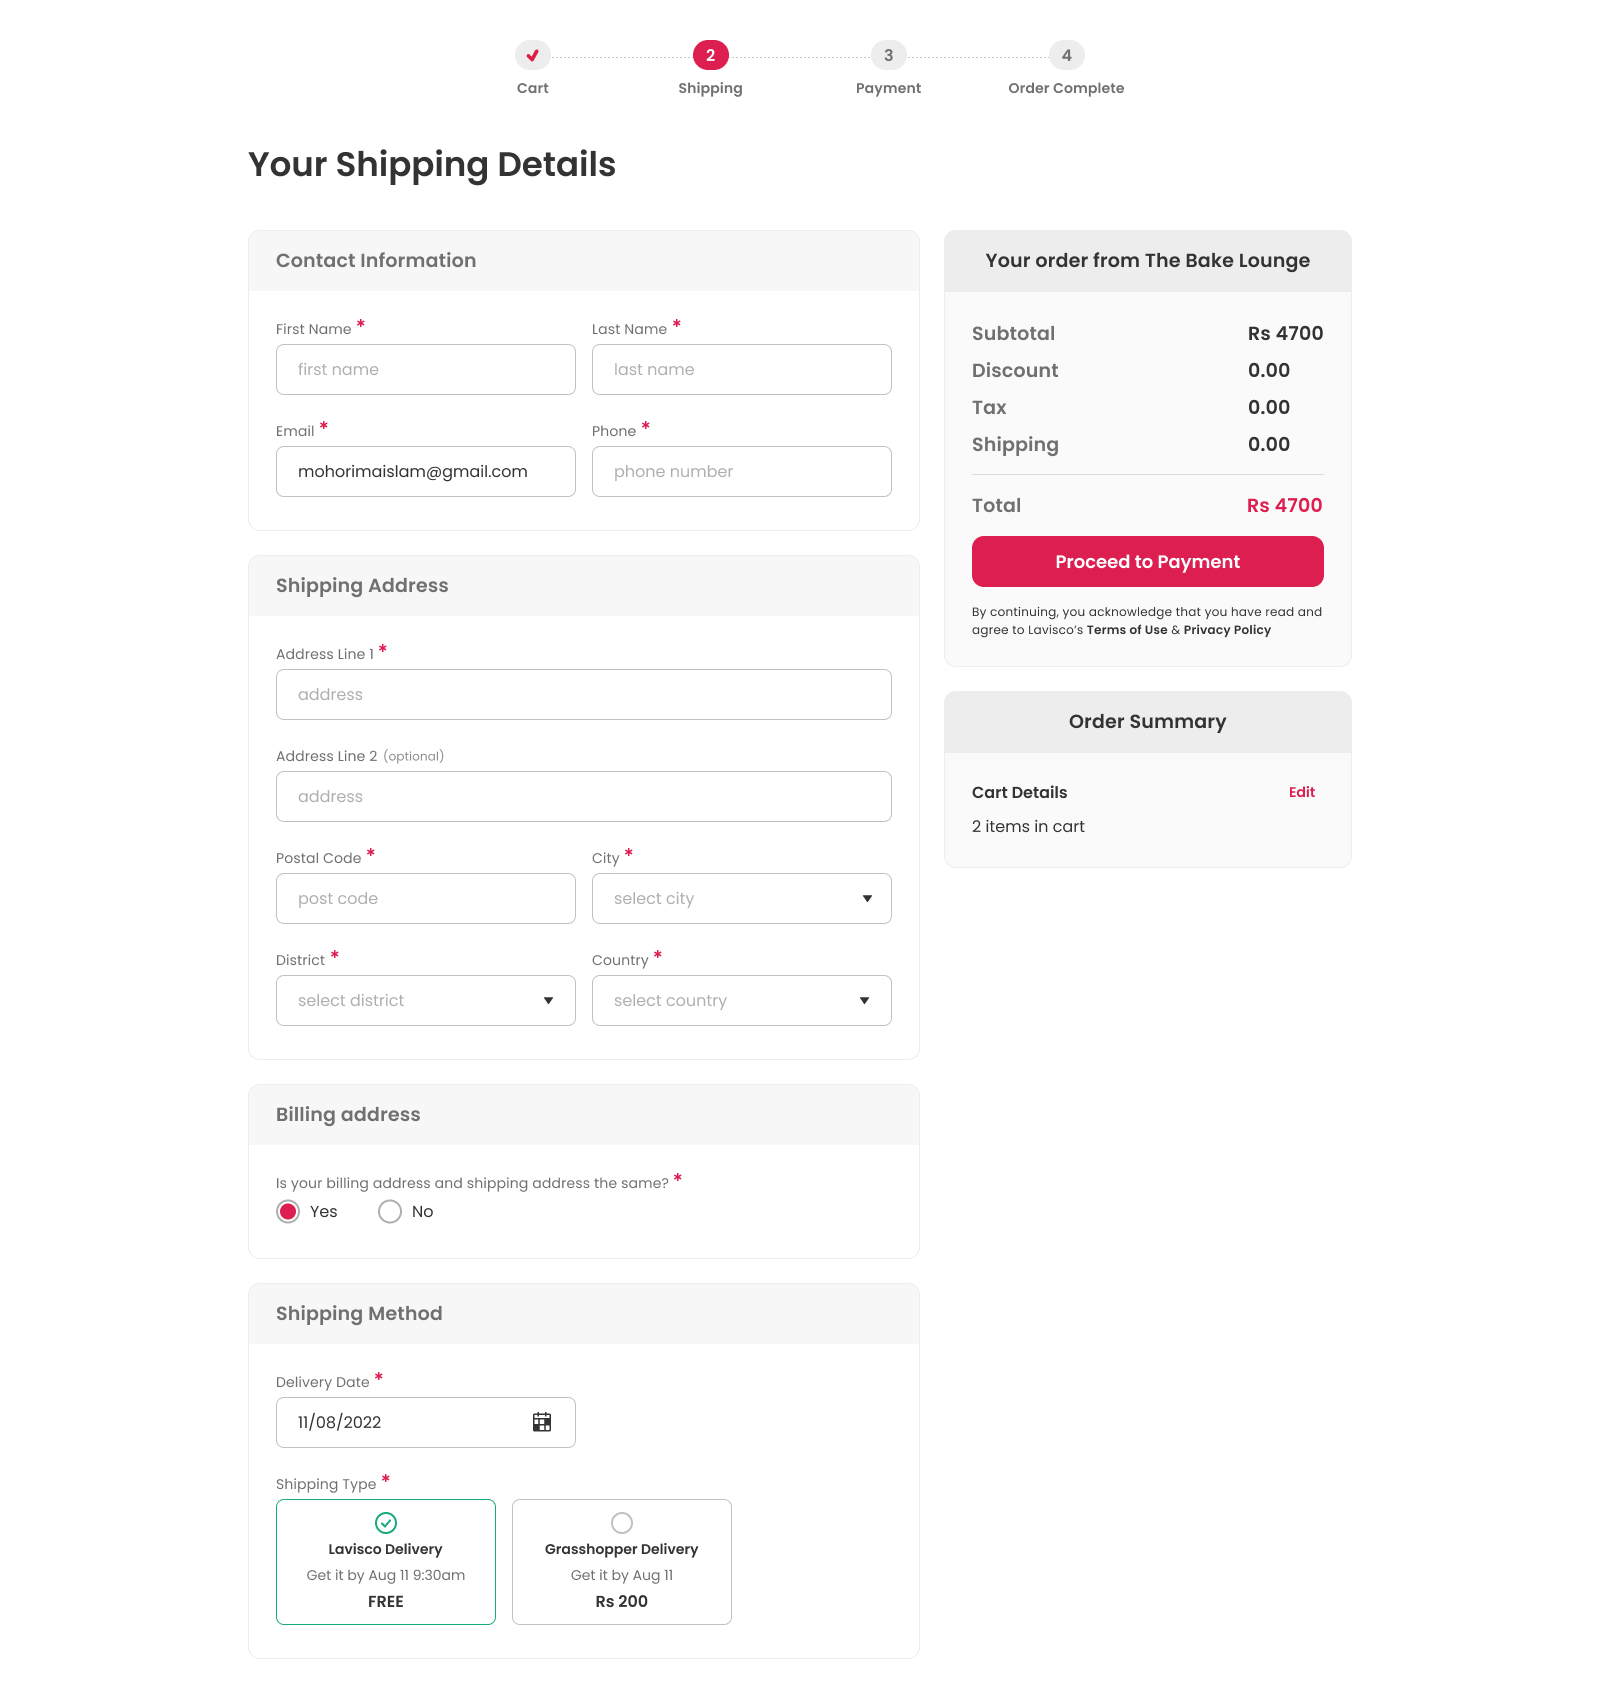 2
3
4
Cart
Shipping
Payment
Order Complete
Your Shipping Details
Contact Information
First Name *
Last Name *
first name
last name
Email *
Phone *
mohorimaislam@gmail.com
phone number
Shipping Address
Address Line 1 *
address
Address Line 2 (optional)
address
Postal Code *
City *
post code
select city
District *
Country *
select district
select country
Billing address
Is your billing address and shipping address the same? *
Yes
No
Shipping Method
Delivery Date *
11/08/2022
Shipping Type *
Lavisco Delivery
Get it by Aug 11 9:30am
FREE
Grasshopper Delivery
Get it by Aug 11
Rs 200
Your order from The Bake Lounge
Subtotal Rs 4700
Discount 0.00
Tax 0.00
Shipping 0.00
Total Rs 4700
Proceed to Payment
By continuing, you acknowledge that you have read and
agree to Lavisco's Terms of Use & Privacy Policy
Order Summary
Cart Details
Edit
2 items in cart